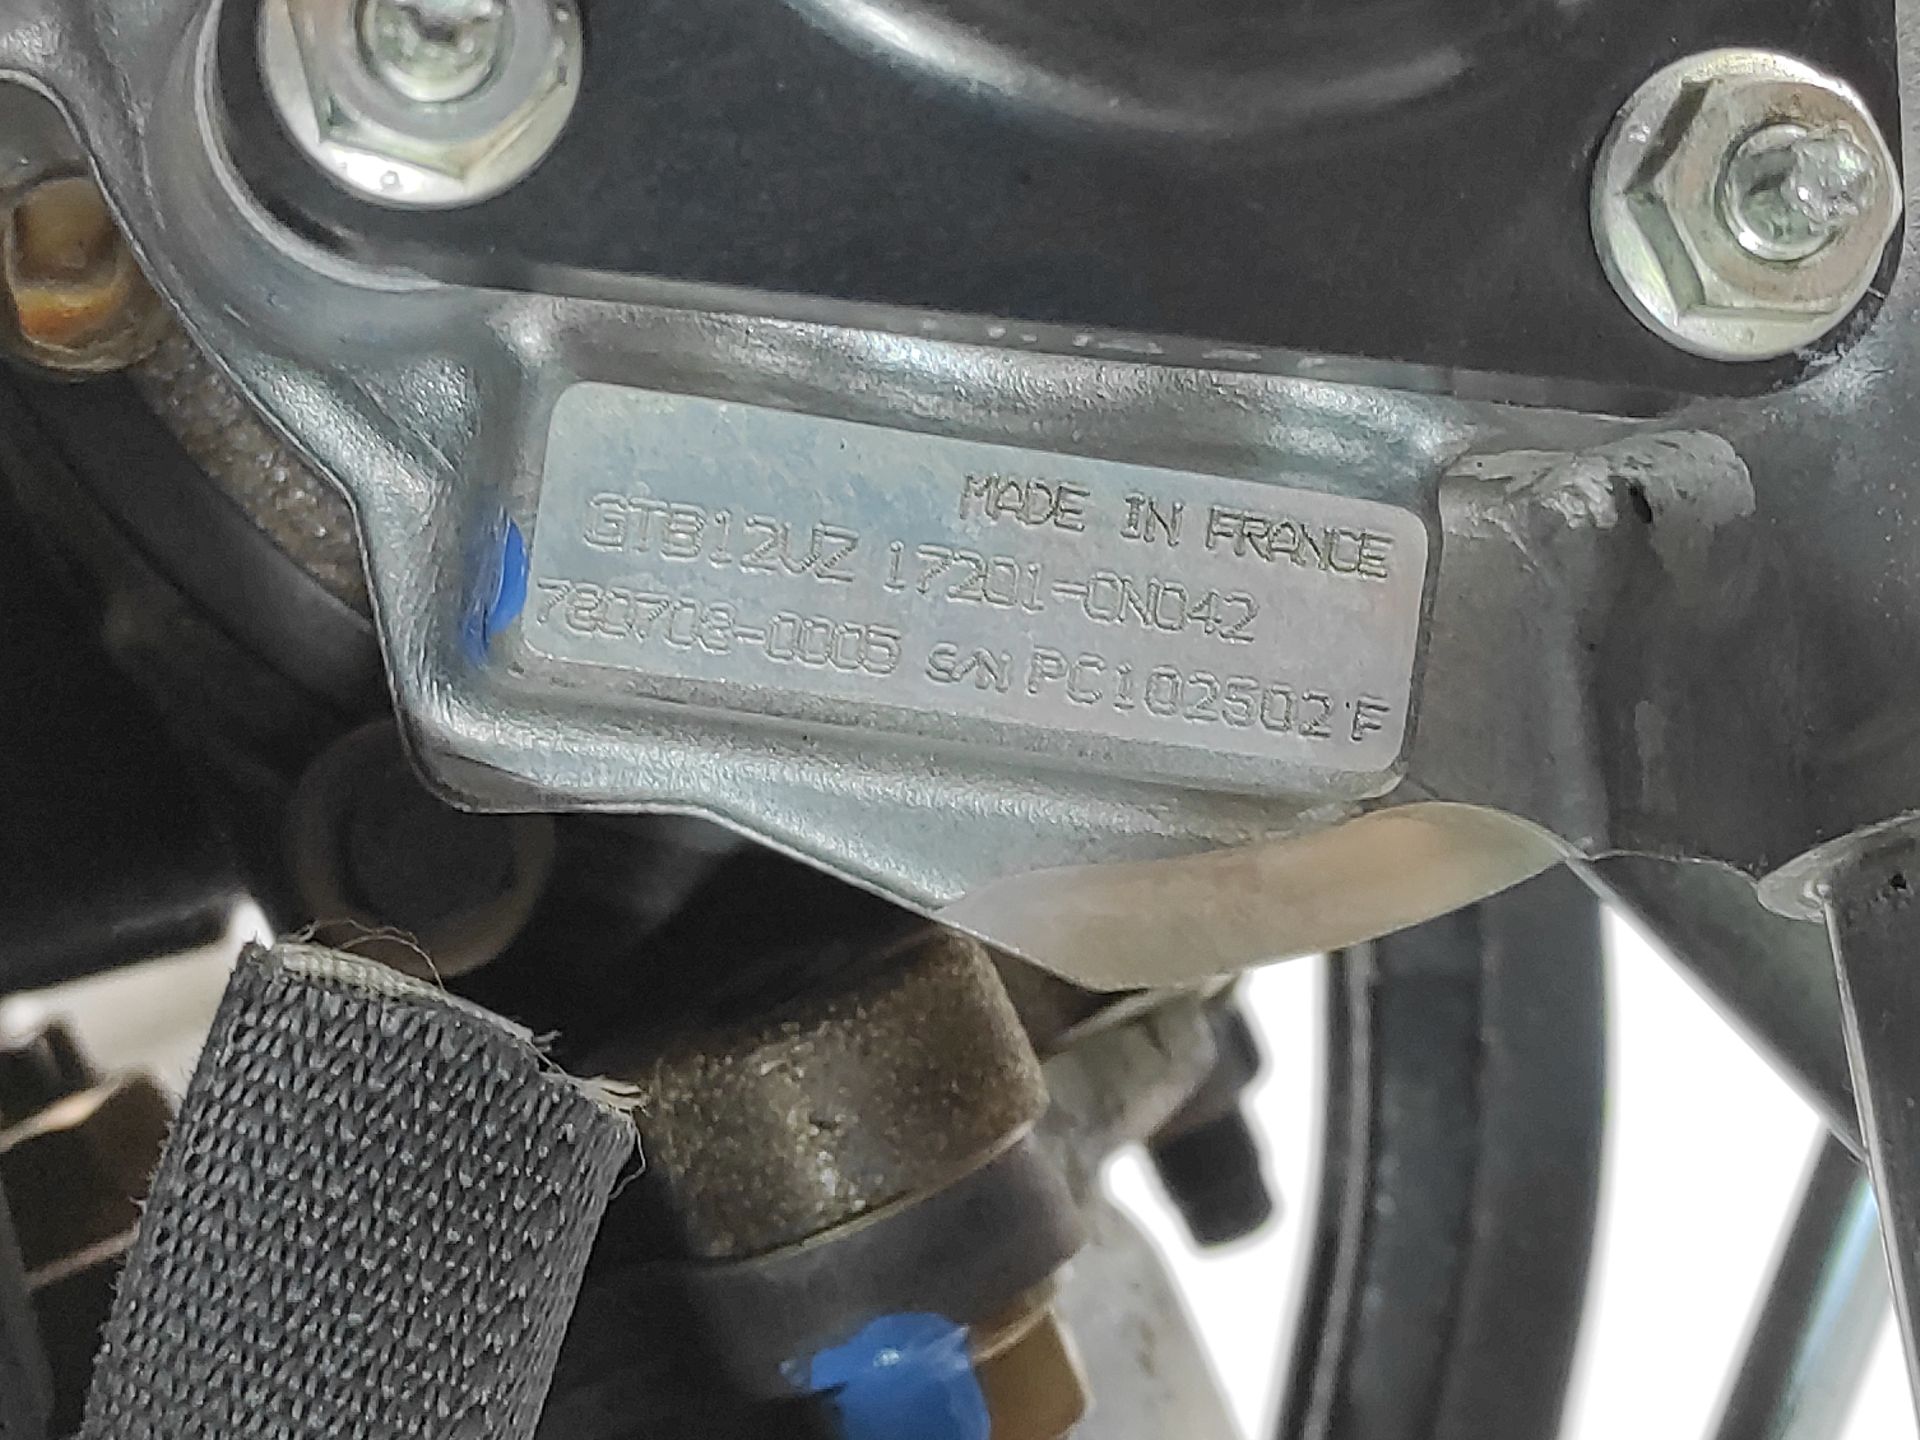 MADE IN FRANCE
GTB12VZ 17201-0N042
780708-0005 S/N PC102502 F